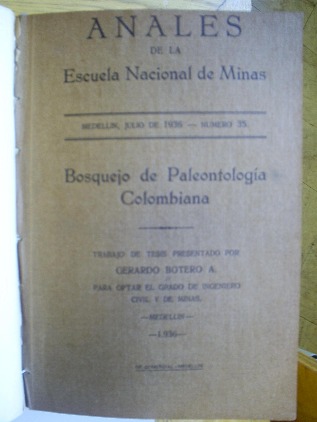 ANALES
DE LA
Escuela Nacional de Minas
MEDELLIN, JULIO DE 1936 — NUMERO 35.
Bosquejo de Paleontología
Colombiana
TRABAJO DE TESIS PRESENTADO POR
GERARDO BOTERO A.
PARA OPTAR EL GRADO DE INGENIERO
CIVIL Y DE MINAS.
—MEDELLIN—
—1936—